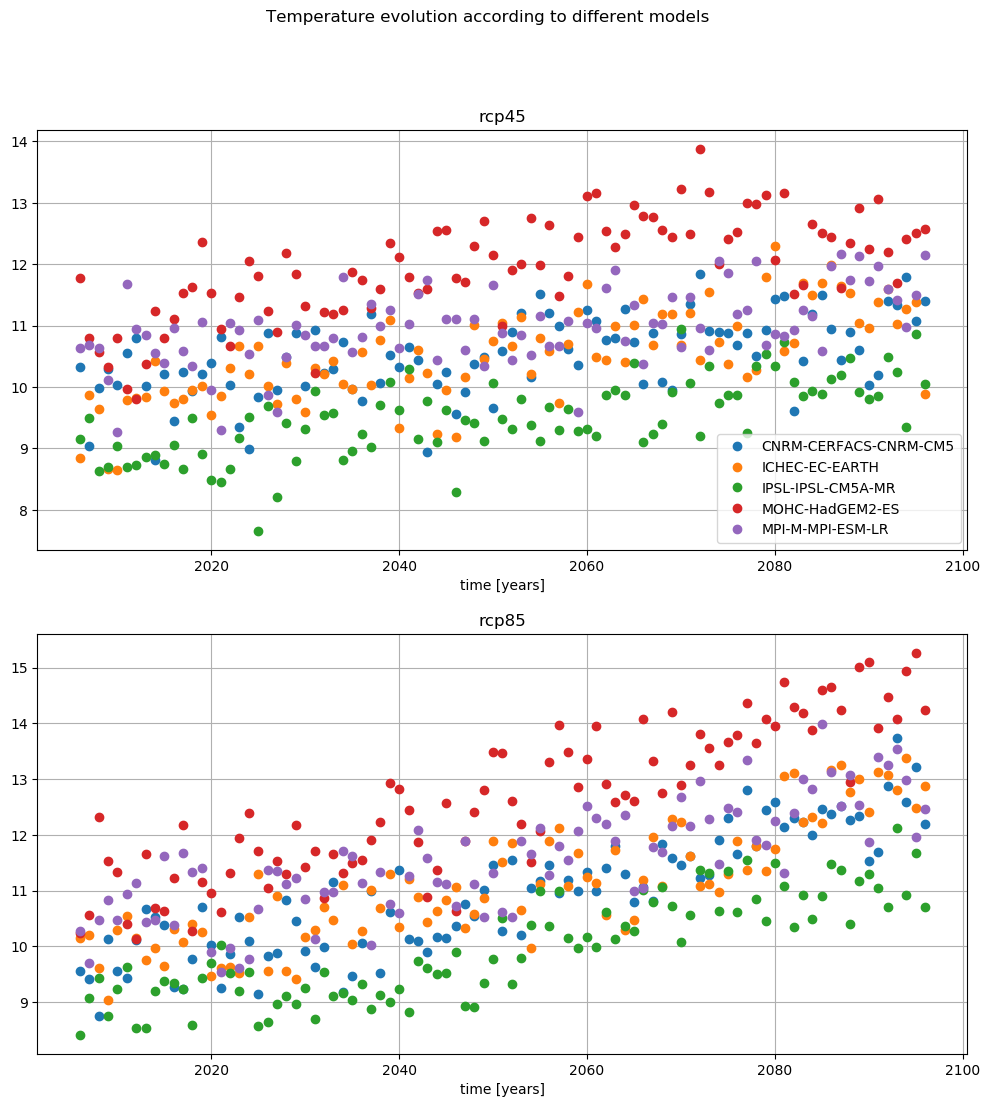 Temperature evolution according to different models
rcp45
14
13
12
11
10
9
8
CNRM-CERFACS-CNRM-CM5
ICHEC-EC-EARTH
IPSL-IPSL-CM5A-MR
MOHC-HadGEM2-ES
MPI-M-MPI-ESM-LR
2020 2040 2060 2080 2100
time [years]
rcp85
15
14
13
12
11
10
9
2020 2040 2060 2080 2100
time [years]